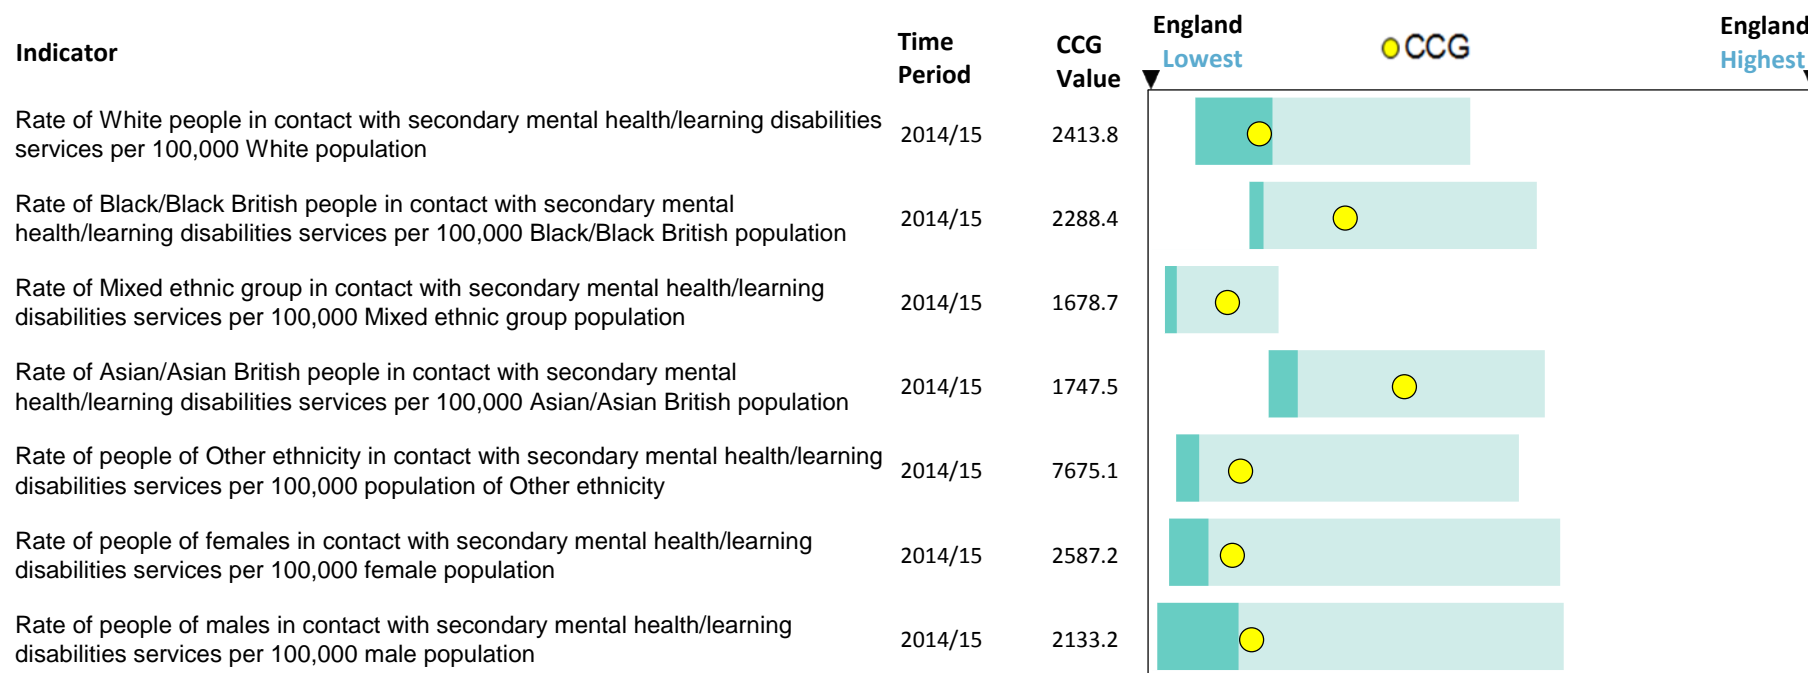 Indicator
Time
Period
CCG
Value
England
Lowest
CCG
England
Highest
Rate of White people in contact with secondary mental health/learning disabilities
services per 100,000 White population
2014/15
2413.8
Rate of Black/Black British people in contact with secondary mental
health/learning disabilities services per 100,000 Black/Black British population
2014/15
2288.4
Rate of Mixed ethnic group in contact with secondary mental health/learning
disabilities services per 100,000 Mixed ethnic group population
2014/15
1678.7
Rate of Asian/Asian British people in contact with secondary mental
health/learning disabilities services per 100,000 Asian/Asian British population
2014/15
1747.5
Rate of people of Other ethnicity in contact with secondary mental health/learning
disabilities services per 100,000 population of Other ethnicity
2014/15
7675.1
Rate of people of females in contact with secondary mental health/learning
disabilities services per 100,000 female population
2014/15
2587.2
Rate of people of males in contact with secondary mental health/learning
disabilities services per 100,000 male population
2014/15
2133.2